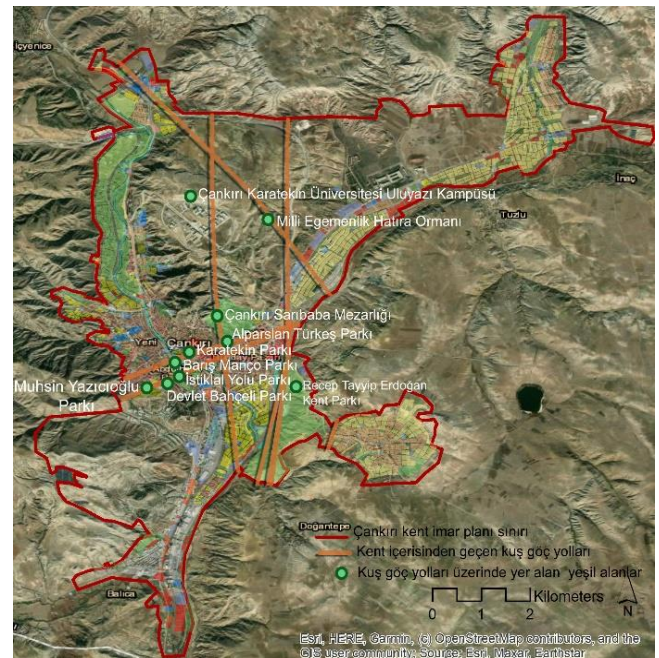 İçyenice
İnaç
Çankırı Karatekin Üniversitesi Uluyazı Kampüsü
Tuzlu
Milli Egemenlik Hatıra Ormanı
Çankırı Sarıbaba Mezarlığı
Alparslan Türkeş Parkı
Yeni
Çankırı
Karatekin Parkı
Barış Manço Parkı
İstiklal Yolu Parkı
Muhsin Yazıcıoğlu
Parkı
Devlet Bahçeli Parkı
Recep Tayyip Erdoğan
Kent Parkı
Doğantepe
Çankırı kent imar planı sınırı
Kent içerisinden geçen kuş göç yolları
Kuş göç yolları üzerinde yer alan yeşil alanlar
Balıca
Kilometers
0 1 2
N
Esri, HERE, Garmin, (c) OpenStreetMap contributors, and the
GIS user community; Source: Esri, Maxar, Earthstar